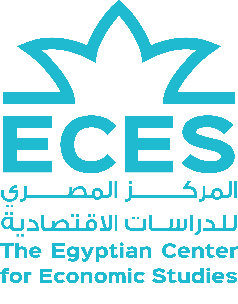 ECES
المركز المصري
للدراسات الاقتصادية
The Egyptian Center
for Economic Studies